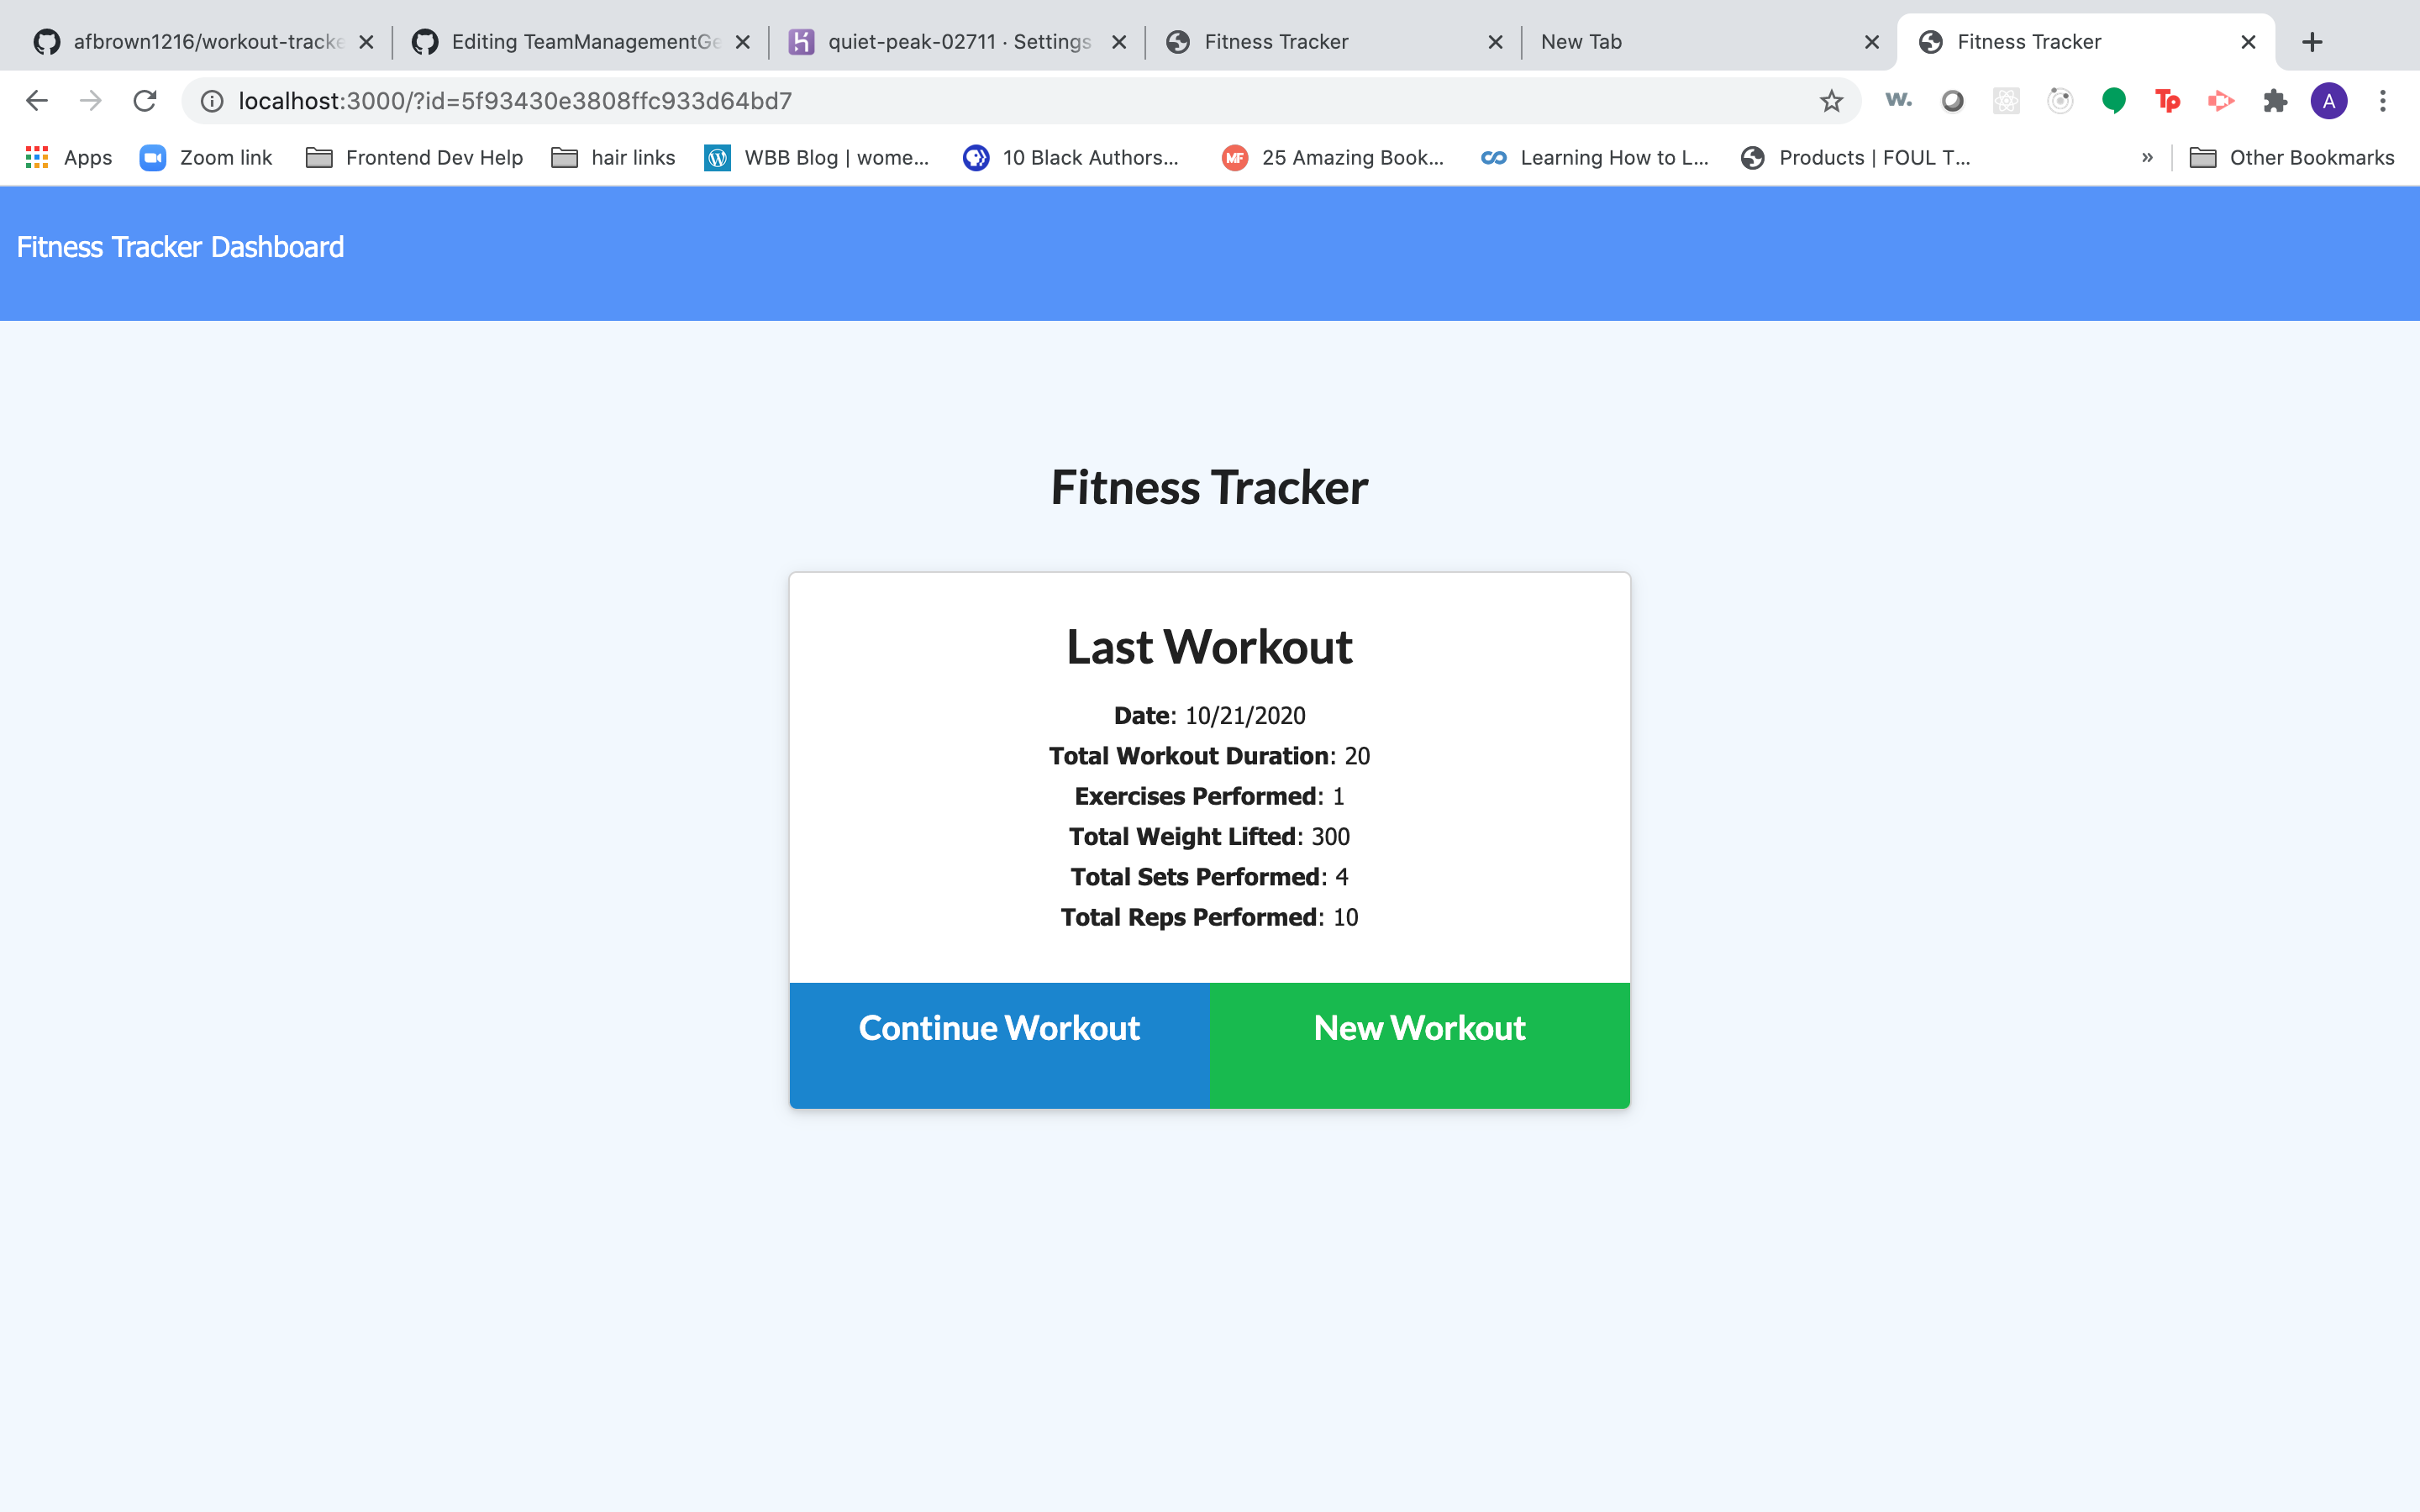 afbrown1216/workout-tracke
Editing TeamManagementGe
quiet-peak-02711 · Settings
Fitness Tracker
New Tab
Fitness Tracker
localhost:3000/?id=5f93430e3808ffc933d64bd7
w.
Tp
A
Apps
Zoom link
Frontend Dev Help
hair links
WBB Blog | wome...
10 Black Authors...
MF
25 Amazing Book...
Learning How to L...
Products | FOUL T...
»
Other Bookmarks
Fitness Tracker Dashboard
Fitness Tracker
Last Workout
Date: 10/21/2020
Total Workout Duration: 20
Exercises Performed: 1
Total Weight Lifted: 300
Total Sets Performed: 4
Total Reps Performed: 10
Continue Workout
New Workout